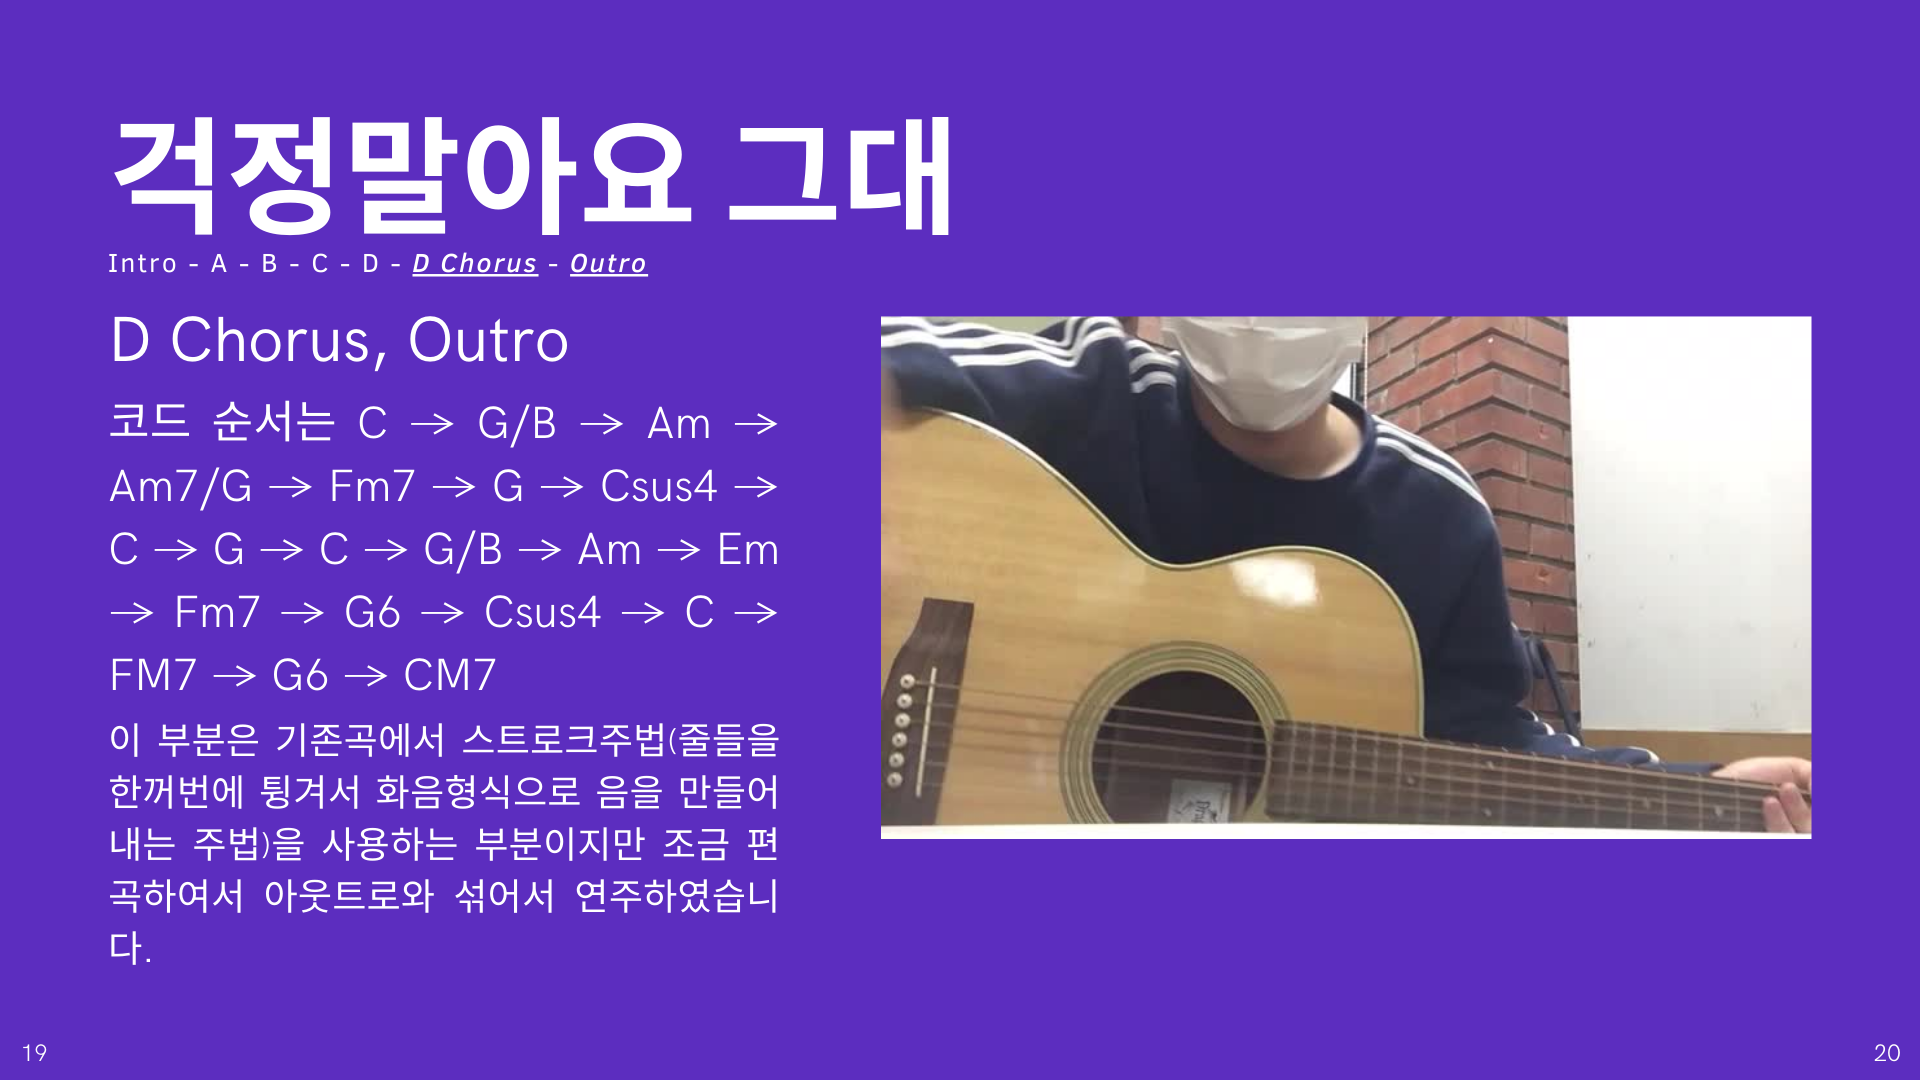 걱정말아요 그대
Intro - A - B - C - D - D Chorus - Outro
D Chorus, Outro
코드 순서는 C → G/B → Am →
Am7/G → Fm7 → G → Csus4 →
C → G → C → G/B → Am → Em
→ Fm7 → G6 → Csus4 → C →
FM7 → G6 → CM7
이 부분은 기존곡에서 스트로크주법(줄들을
한꺼번에 튕겨서 화음형식으로 음을 만들어
내는 주법)을 사용하는 부분이지만 조금 편
곡하여서 아웃트로와 섞어서 연주하였습니
다.
19
20